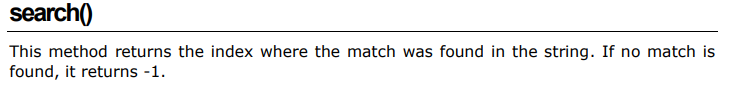 search()
This method returns the index where the match was found in the string. If no match is
found, it returns -1.